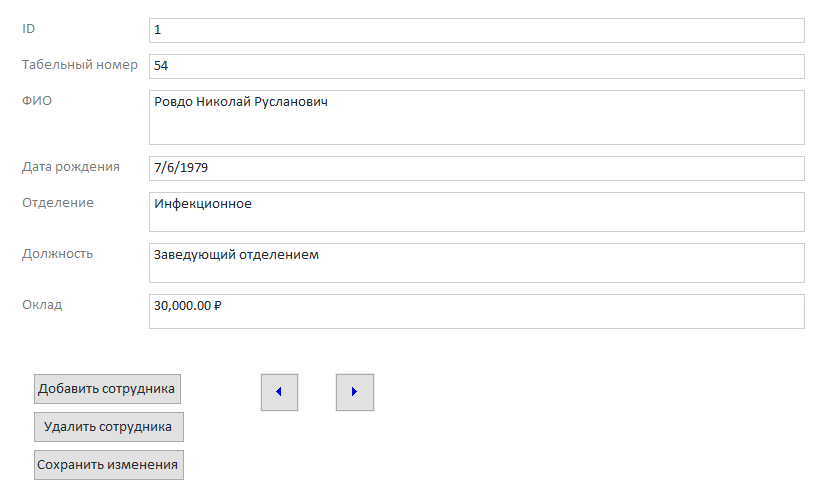 ID
1
Табельный номер
54
ФИО
Ровдо Николай Русланович
Дата рождения
7/6/1979
Отделение
Инфекционное
Должность
Заведующий отделением
Оклад
30,000.00 ₽
Добавить сотрудника
Удалить сотрудника
Сохранить изменения